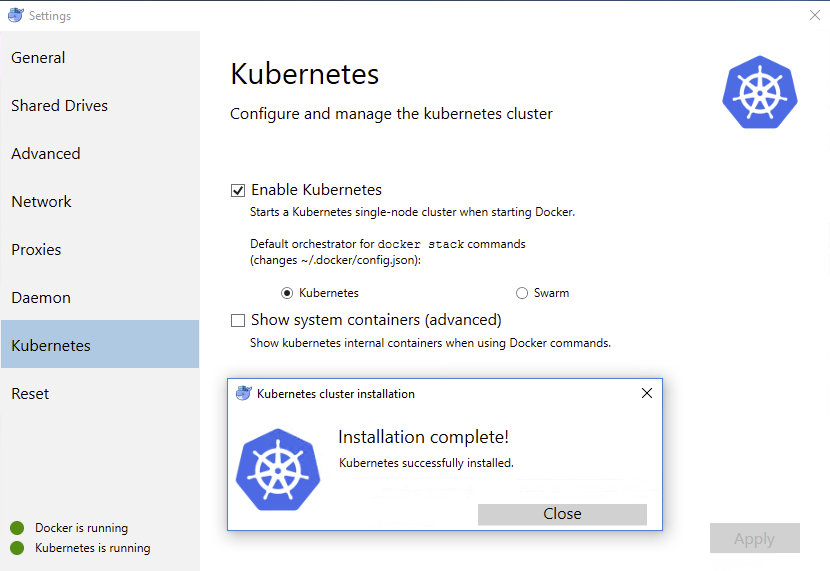 Settings
General
Shared Drives
Advanced
Network
Proxies
Daemon
Kubernetes
Reset
Docker is running
Kubernetes is running
Kubernetes
Configure and manage the kubernetes cluster
Enable Kubernetes
Starts a Kubernetes single-node cluster when starting Docker.
Default orchestrator for docker stack commands
(changes ~/.docker/config.json):
Kubernetes
Swarm
Show system containers (advanced)
Show kubernetes internal containers when using Docker commands.
Kubernetes cluster installation
Installation complete!
Kubernetes successfully installed.
Close
Apply